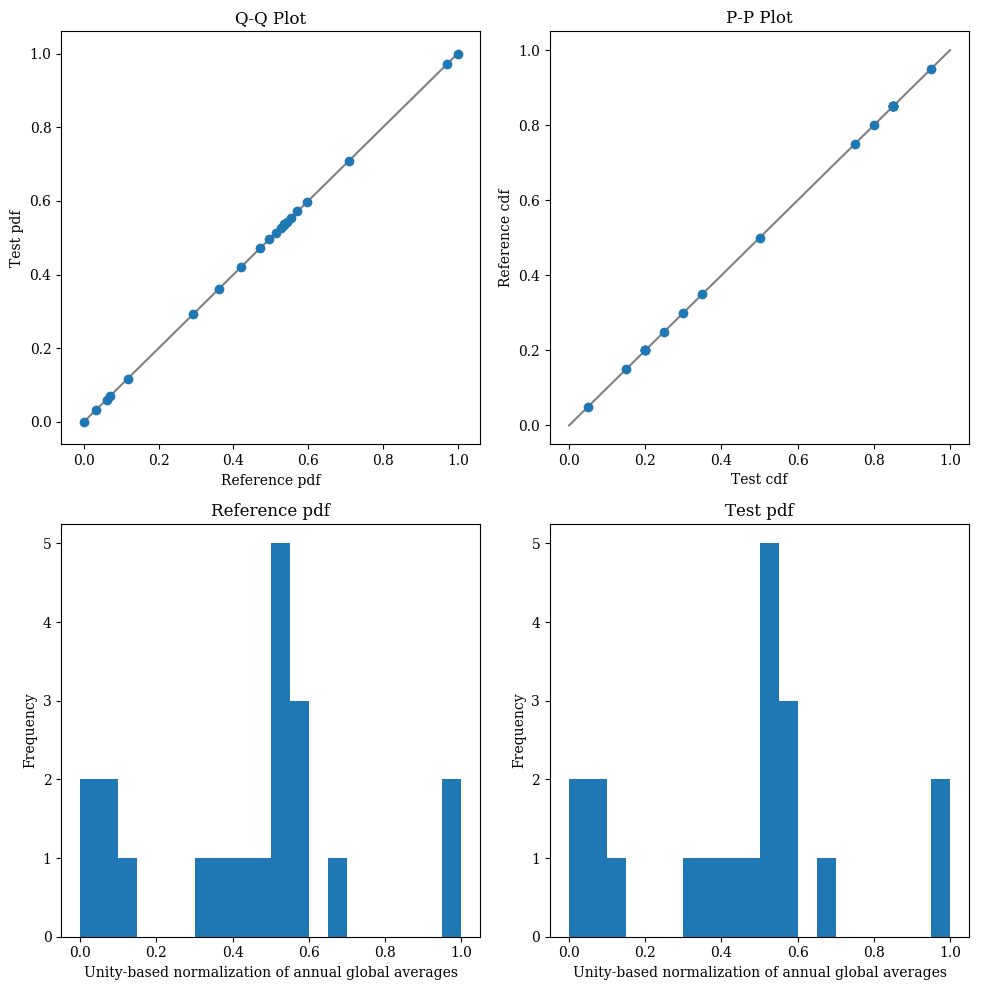 Q-Q Plot
1.0
0.8
0.6
0.4
0.2
0.0
Test pdf
0.0 0.2 0.4 0.6 0.8 1.0
Reference pdf
P-P Plot
1.0
0.8
0.6
0.4
0.2
0.0
Reference cdf
0.0 0.2 0.4 0.6 0.8 1.0
Test cdf
Reference pdf
5
4
3
2
1
0
Frequency
0.0 0.2 0.4 0.6 0.8 1.0
Unity-based normalization of annual global averages
Test pdf
5
4
3
2
1
0
Frequency
0.0 0.2 0.4 0.6 0.8 1.0
Unity-based normalization of annual global averages